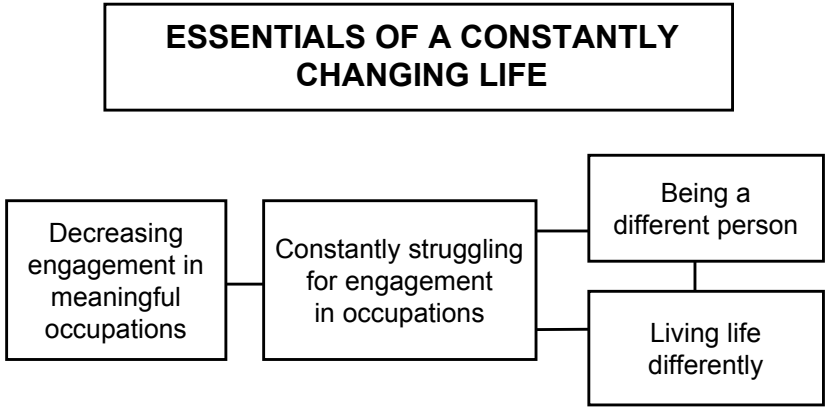 ESSENTIALS OF A CONSTANTLY
CHANGING LIFE
Decreasing
engagement in
meaningful
occupations
Constantly struggling
for engagement
in occupations
Being a
different person
Living life
differently